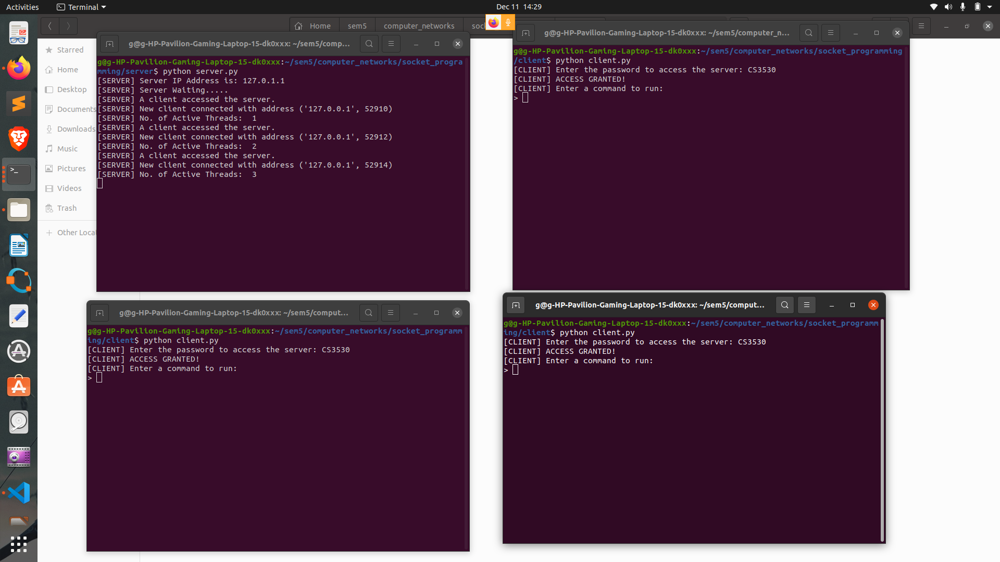 Activities
Terminal
Dec 11 14:29
Home
sem5
computer_networks
Starred
Home
Desktop
Documents
Downloads
Music
Pictures
Videos
Trash
Other Locat
g@g-HP-Pavilion-Gaming-Laptop-15-dk0xxx: ~/sem5/comp...
g@g-HP-Pavilion-Gaming-Laptop-15-dk0xxx:~/sem5/computer_networks/socket_progra
mming/server$ python server.py
[SERVER] Server IP Address is: 127.0.1.1
[SERVER] Server Waiting.....
[SERVER] A client accessed the server.
[SERVER] New client connected with address ('127.0.0.1', 52910)
[SERVER] No. of Active Threads:  1
[SERVER] A client accessed the server.
[SERVER] New client connected with address ('127.0.0.1', 52912)
[SERVER] No. of Active Threads:  2
[SERVER] A client accessed the server.
[SERVER] New client connected with address ('127.0.0.1', 52914)
[SERVER] No. of Active Threads:  3
g@g-HP-Pavilion-Gaming-Laptop-15-dk0xxx: ~/sem5/computer_n...
g@g-HP-Pavilion-Gaming-Laptop-15-dk0xxx:~/sem5/computer_networks/socket_programming
/client$ python client.py
[CLIENT] Enter the password to access the server: CS3530
[CLIENT] ACCESS GRANTED!
[CLIENT] Enter a command to run:
>
g@g-HP-Pavilion-Gaming-Laptop-15-dk0xxx: ~/sem5/comput...
g@g-HP-Pavilion-Gaming-Laptop-15-dk0xxx:~/sem5/computer_networks/socket_programm
ing/client$ python client.py
[CLIENT] Enter the password to access the server: CS3530
[CLIENT] ACCESS GRANTED!
[CLIENT] Enter a command to run:
>
g@g-HP-Pavilion-Gaming-Laptop-15-dk0xxx: ~/sem5/comput...
g@g-HP-Pavilion-Gaming-Laptop-15-dk0xxx:~/sem5/computer_networks/socket_programm
ing/client$ python client.py
[CLIENT] Enter the password to access the server: CS3530
[CLIENT] ACCESS GRANTED!
[CLIENT] Enter a command to run:
>